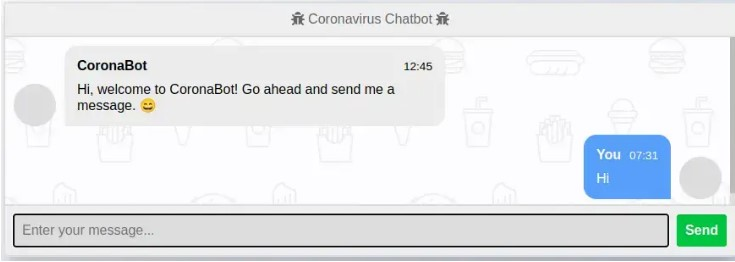 Coronavirus Chatbot
CoronaBot 12:45
Hi, welcome to CoronaBot! Go ahead and send me a
message. 😄
You 07:31
Hi
Enter your message...
Send